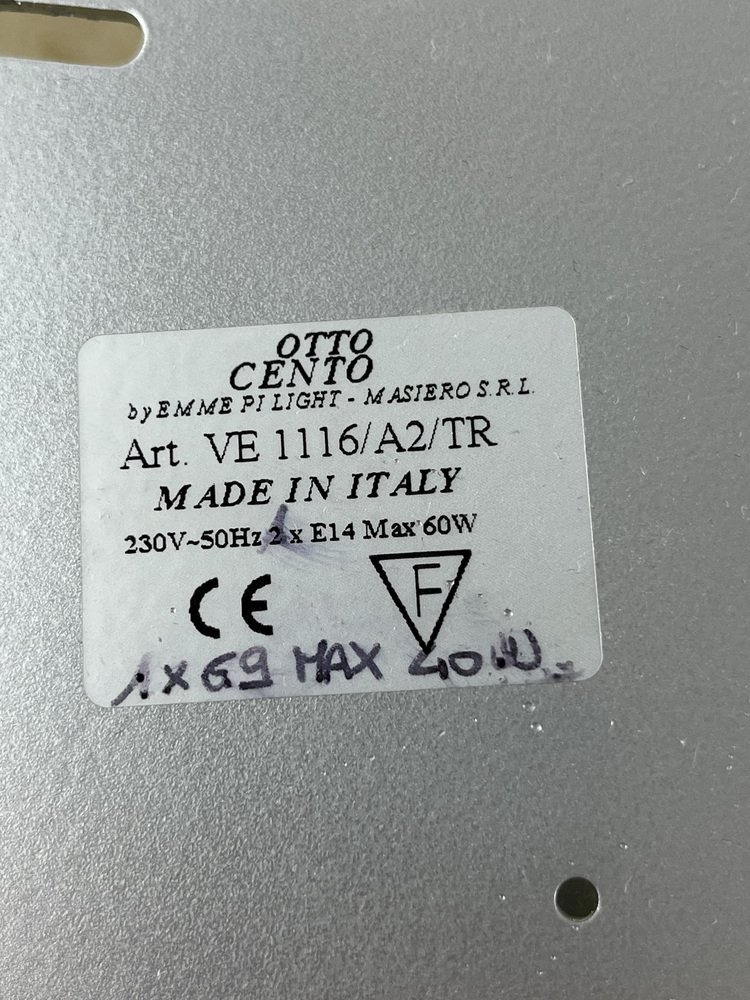 OTTO
CENTO
by EMME PI LIGHT - MASIERO S.R.L.
Art. VE 1116/A2/TR
MADE IN ITALY
230V~50Hz 2 x E14 Max 60W
CE
F
1 X G9 MAX 40W